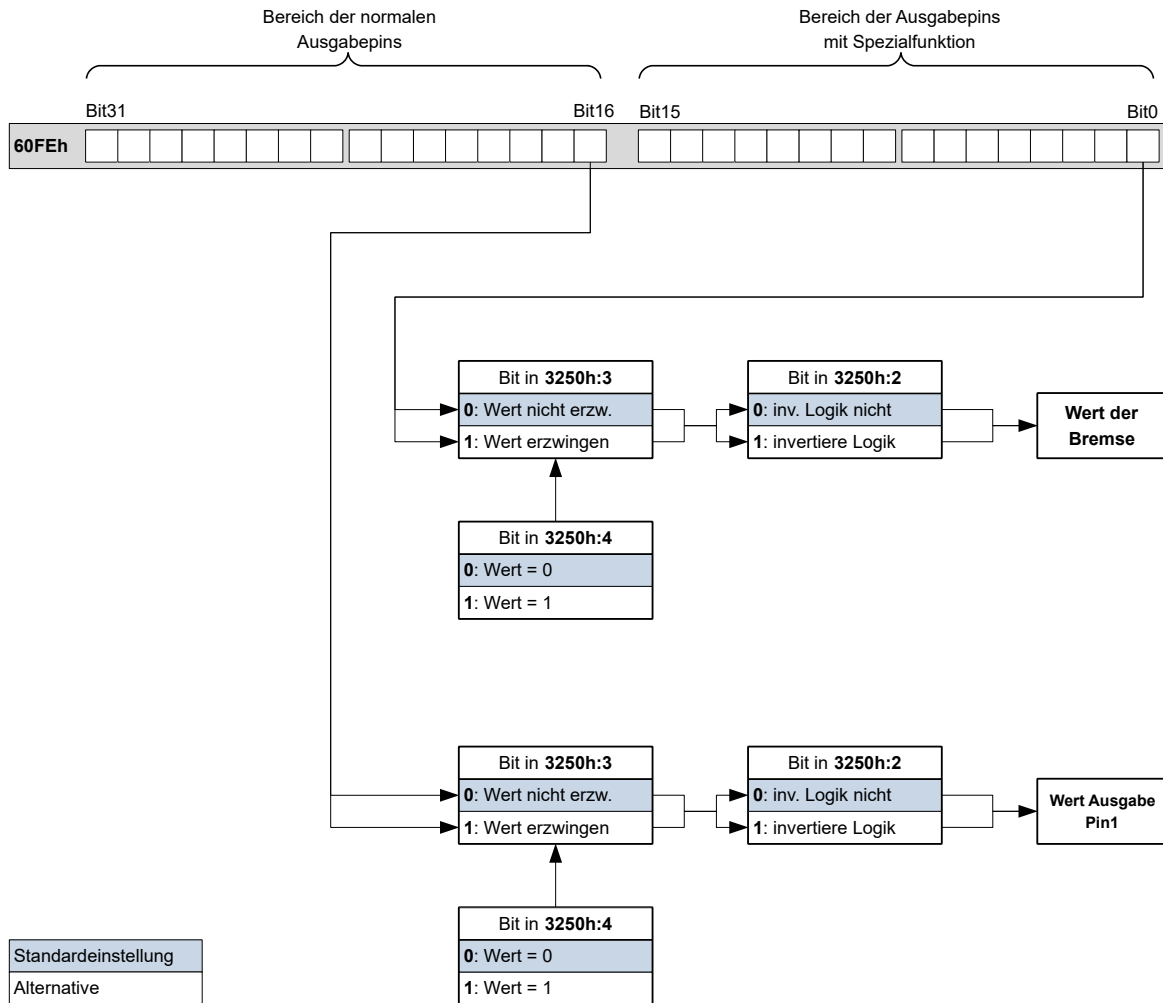 Bereich der normalen
Ausgabepins
Bereich der Ausgabepins
mit Spezialfunktion
Bit31
Bit16
Bit15
Bit0
60FEh
Bit in 3250h:3
0: Wert nicht erzw.
1: Wert erzwingen
Bit in 3250h:2
0: inv. Logik nicht
1: invertiere Logik
Wert der
Bremse
Bit in 3250h:4
0: Wert = 0
1: Wert = 1
Bit in 3250h:3
0: Wert nicht erzw.
1: Wert erzwingen
Bit in 3250h:2
0: inv. Logik nicht
1: invertiere Logik
Wert Ausgabe
Pin1
Bit in 3250h:4
0: Wert = 0
1: Wert = 1
Standardeinstellung
Alternative